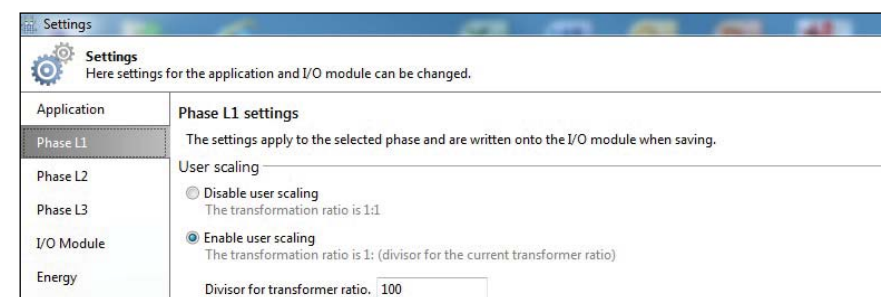 Settings
Settings
Here settings for the application and I/O module can be changed.
Application
Phase L1
Phase L2
Phase L3
I/O Module
Energy
Phase L1 settings
The settings apply to the selected phase and are written onto the I/O module when saving.
User scaling
Disable user scaling
The transformation ratio is 1:1
Enable user scaling
The transformation ratio is 1: (divisor for the current transformer ratio)
Divisor for transformer ratio. 100